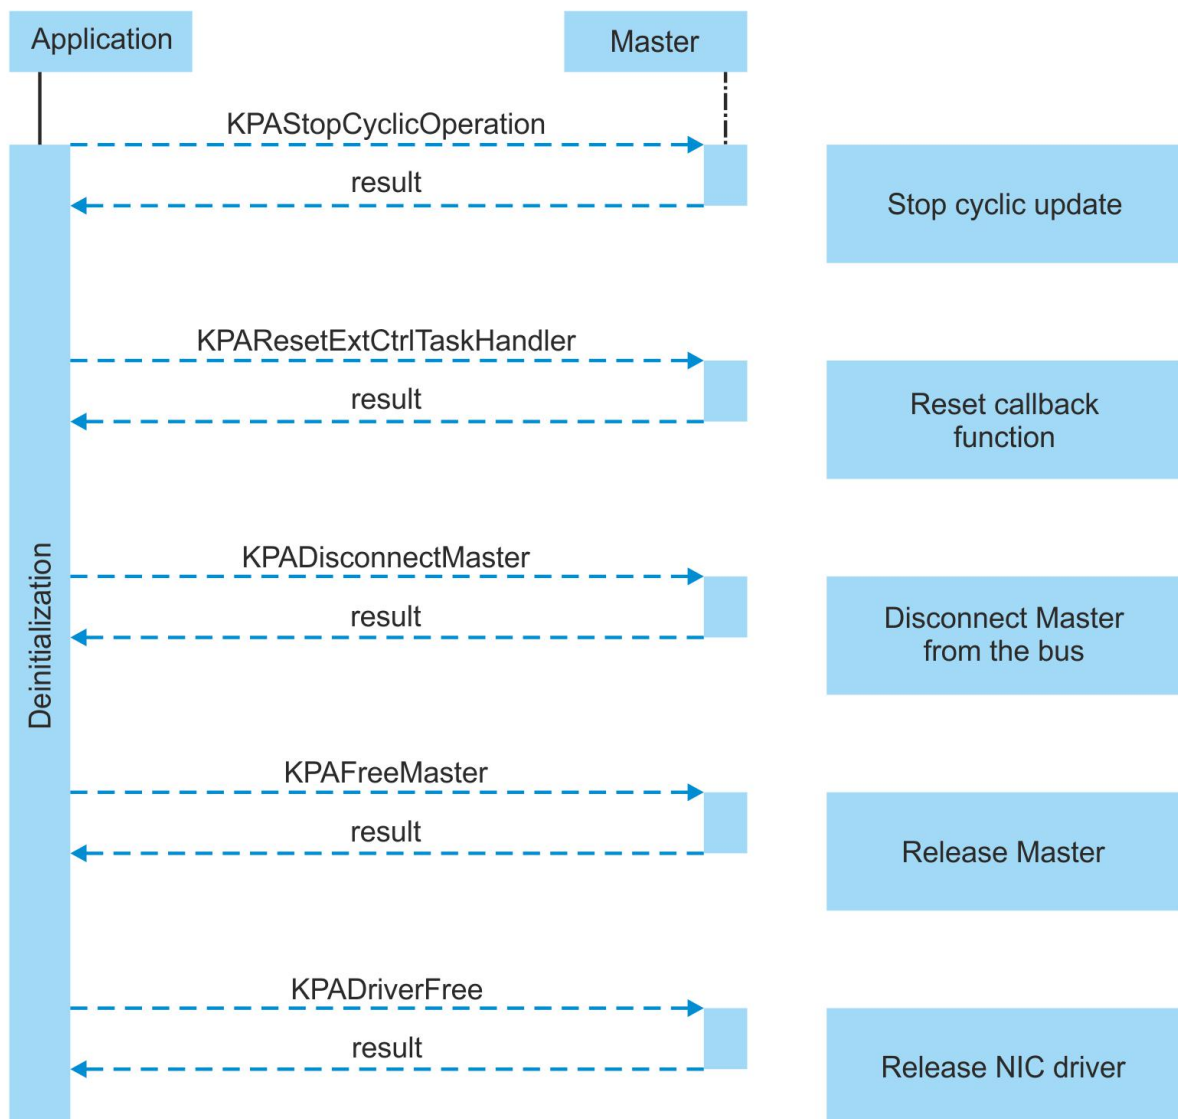 Application
Master
KPAStopCyclicOperation
result
Stop cyclic update
KPAResetExtCtrlTaskHandler
result
Reset callback
function
Deinitialization
KPADisconnectMaster
result
Disconnect Master
from the bus
KPAFreeMaster
result
Release Master
KPADriverFree
result
Release NIC driver